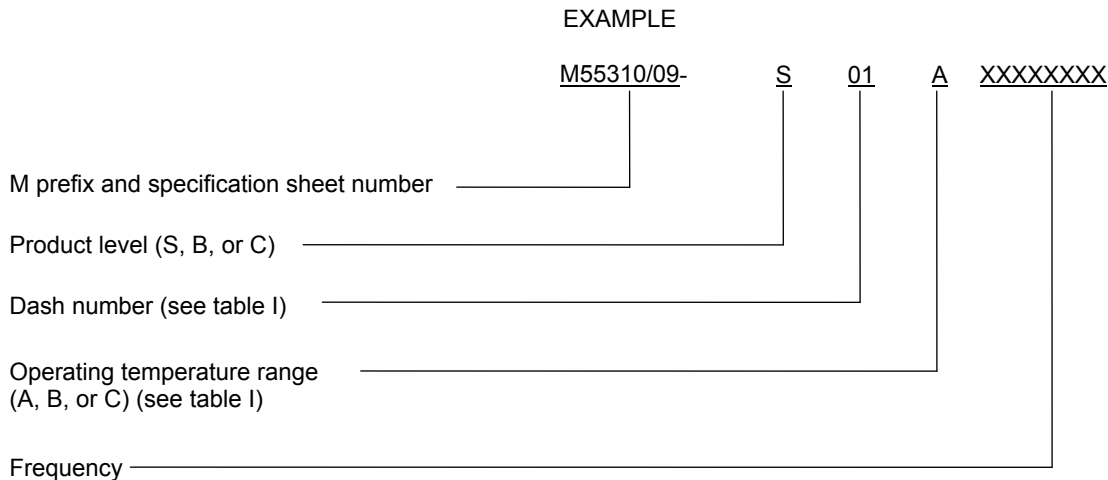 EXAMPLE
M55310/09- S 01 A XXXXXXXX
M prefix and specification sheet number
Product level (S, B, or C)
Dash number (see table I)
Operating temperature range
(A, B, or C) (see table I)
Frequency